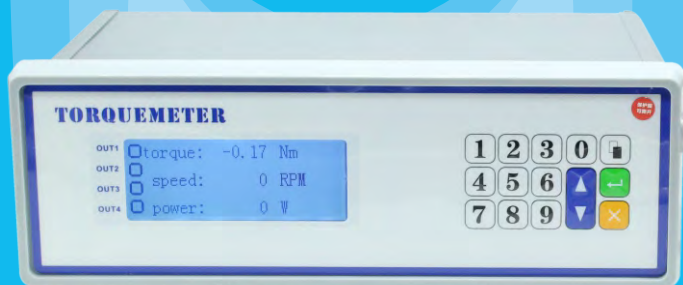 TORQUEMETER
OUT1 torque: -0.17 Nm
OUT2
speed: 0 RPM
OUT3
OUT4 power: 0 W
1 2 3 0
4 5 6
7 8 9